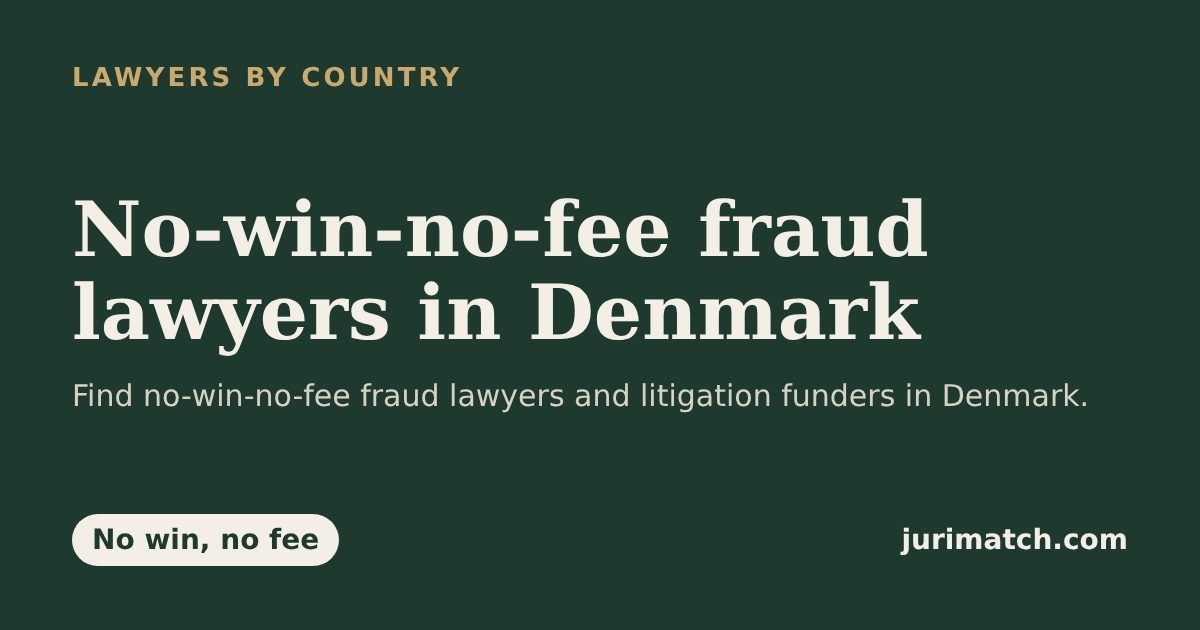 LAWYERS BY COUNTRY
No-win-no-fee fraud
lawyers in Denmark
Find no-win-no-fee fraud lawyers and litigation funders in Denmark.
No win, no fee
jurimatch.com